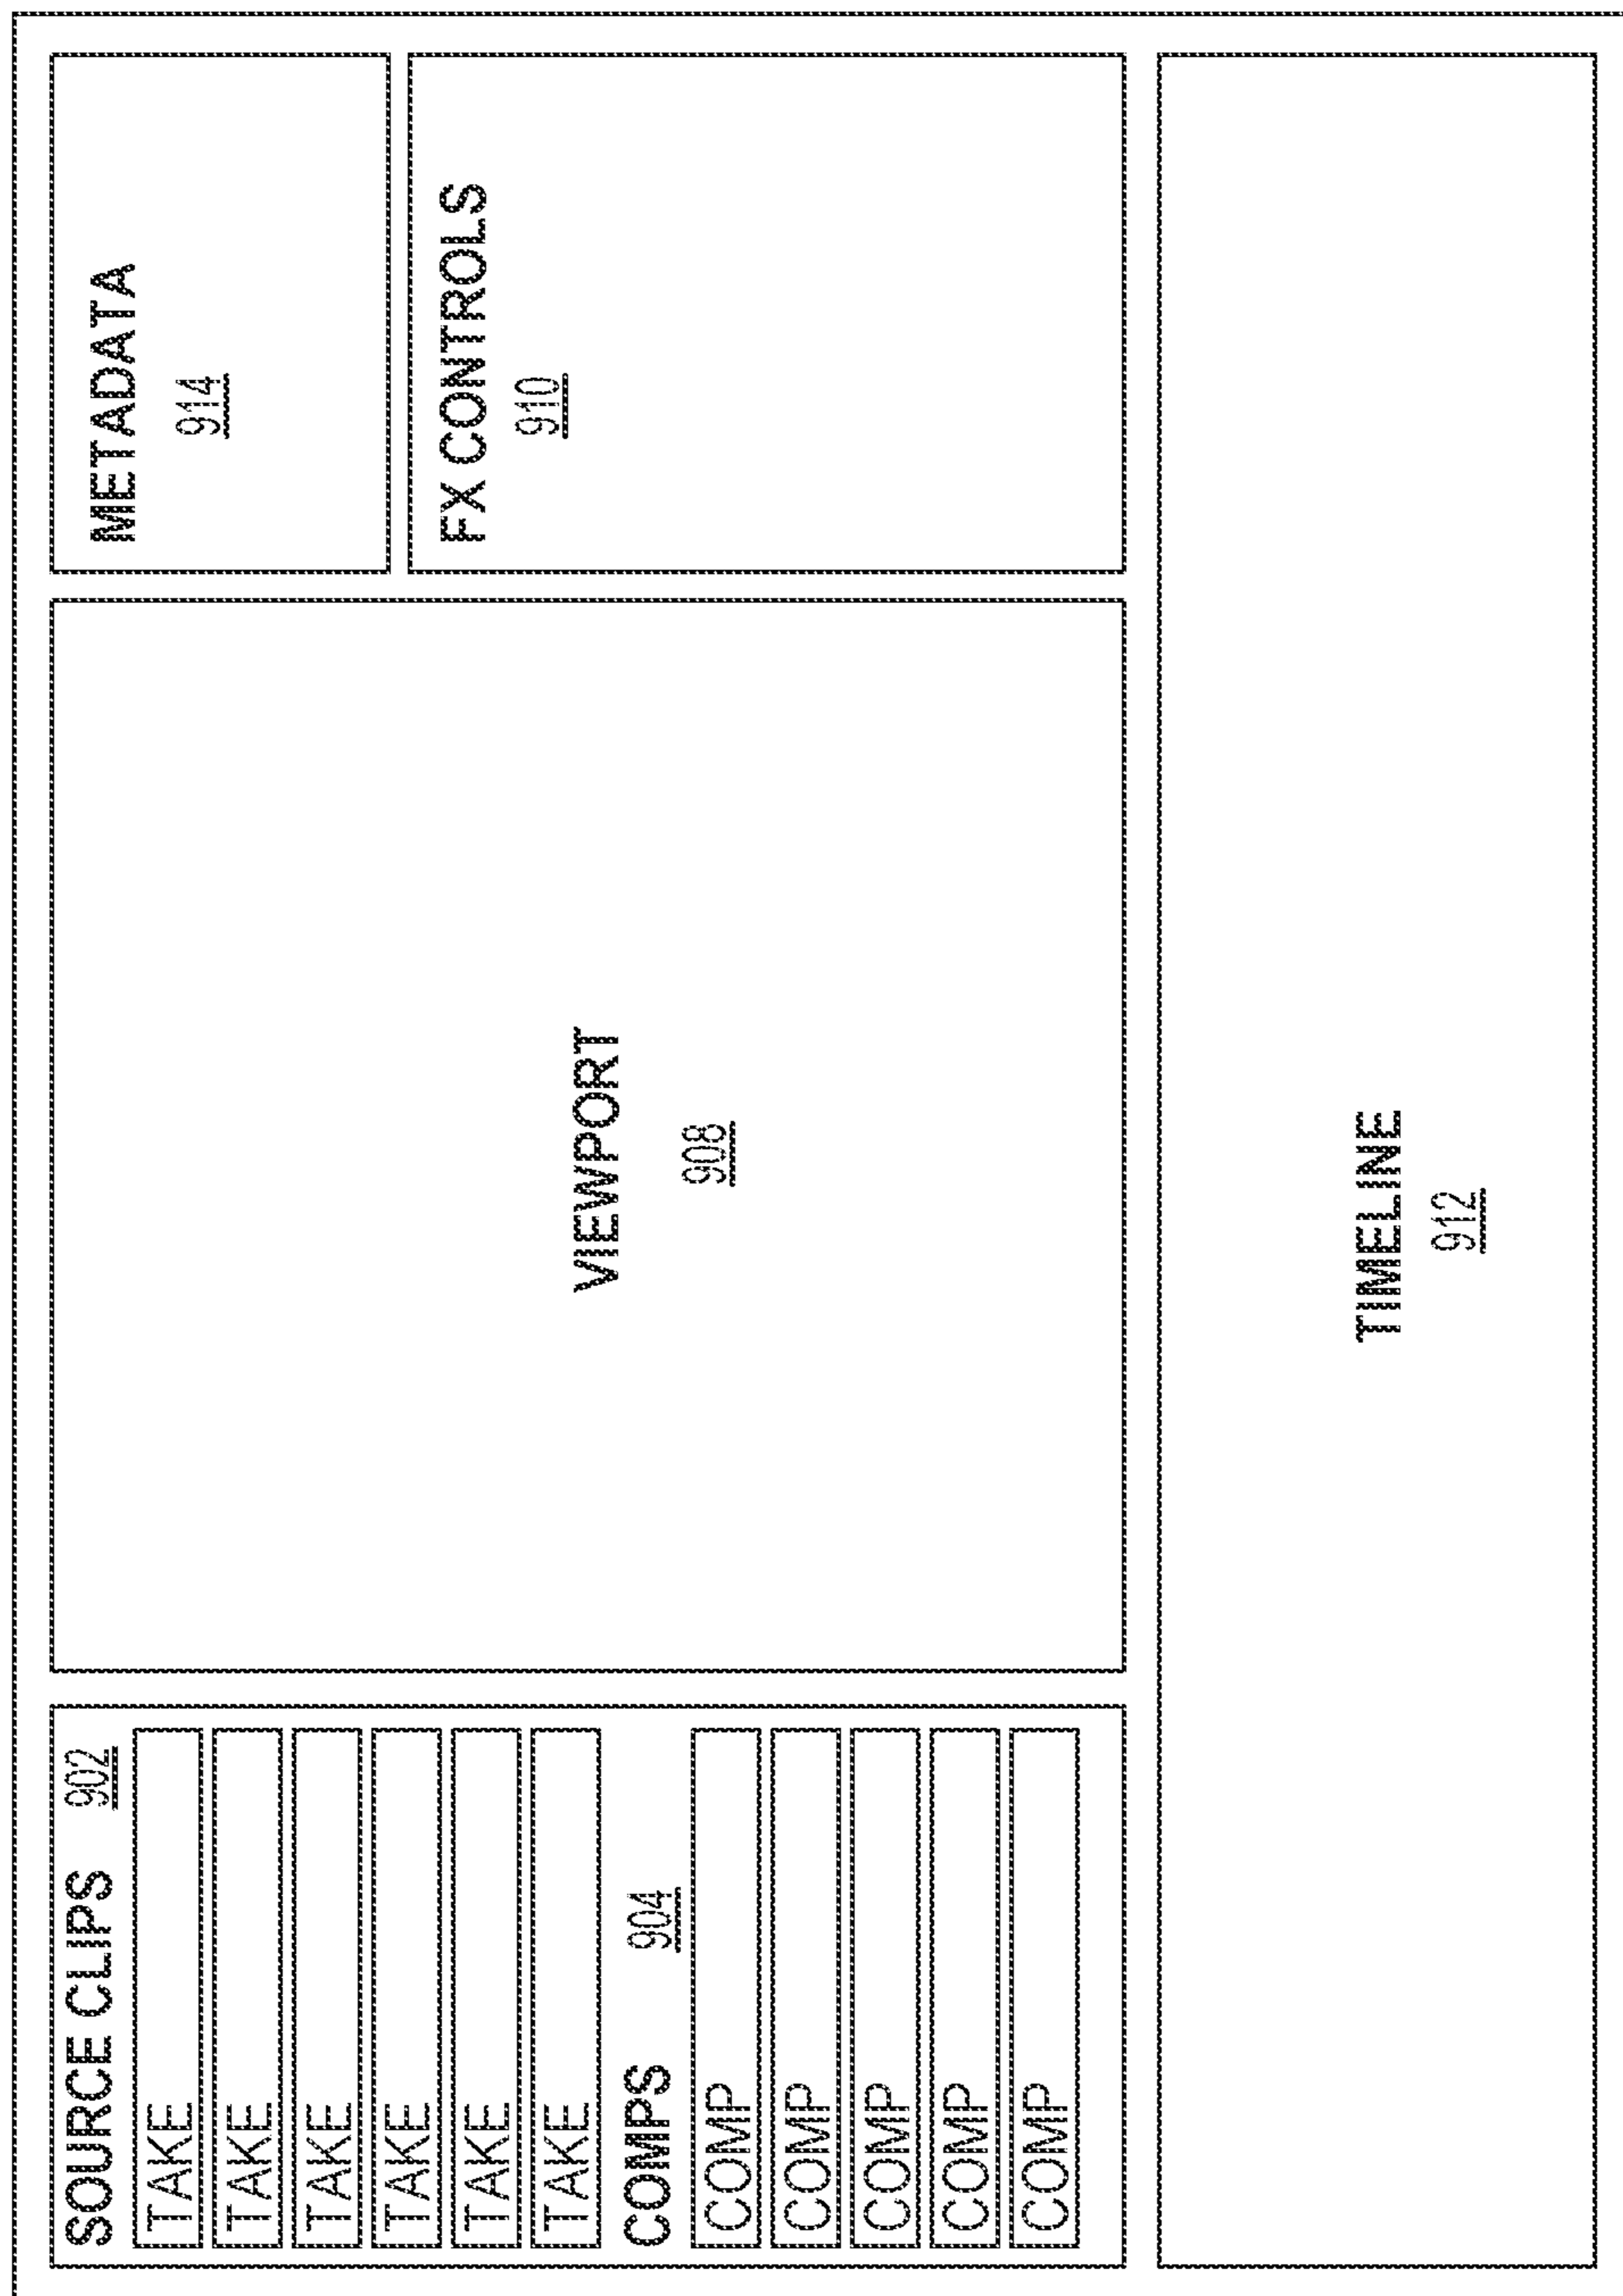 SOURCE CLIPS 902
TAKE
TAKE
TAKE
TAKE
TAKE
TAKE
COMPS 904
COMP
COMP
COMP
COMP
COMP
VIEWPORT
908
METADATA
914
FX CONTROLS
910
TIMELINE
912